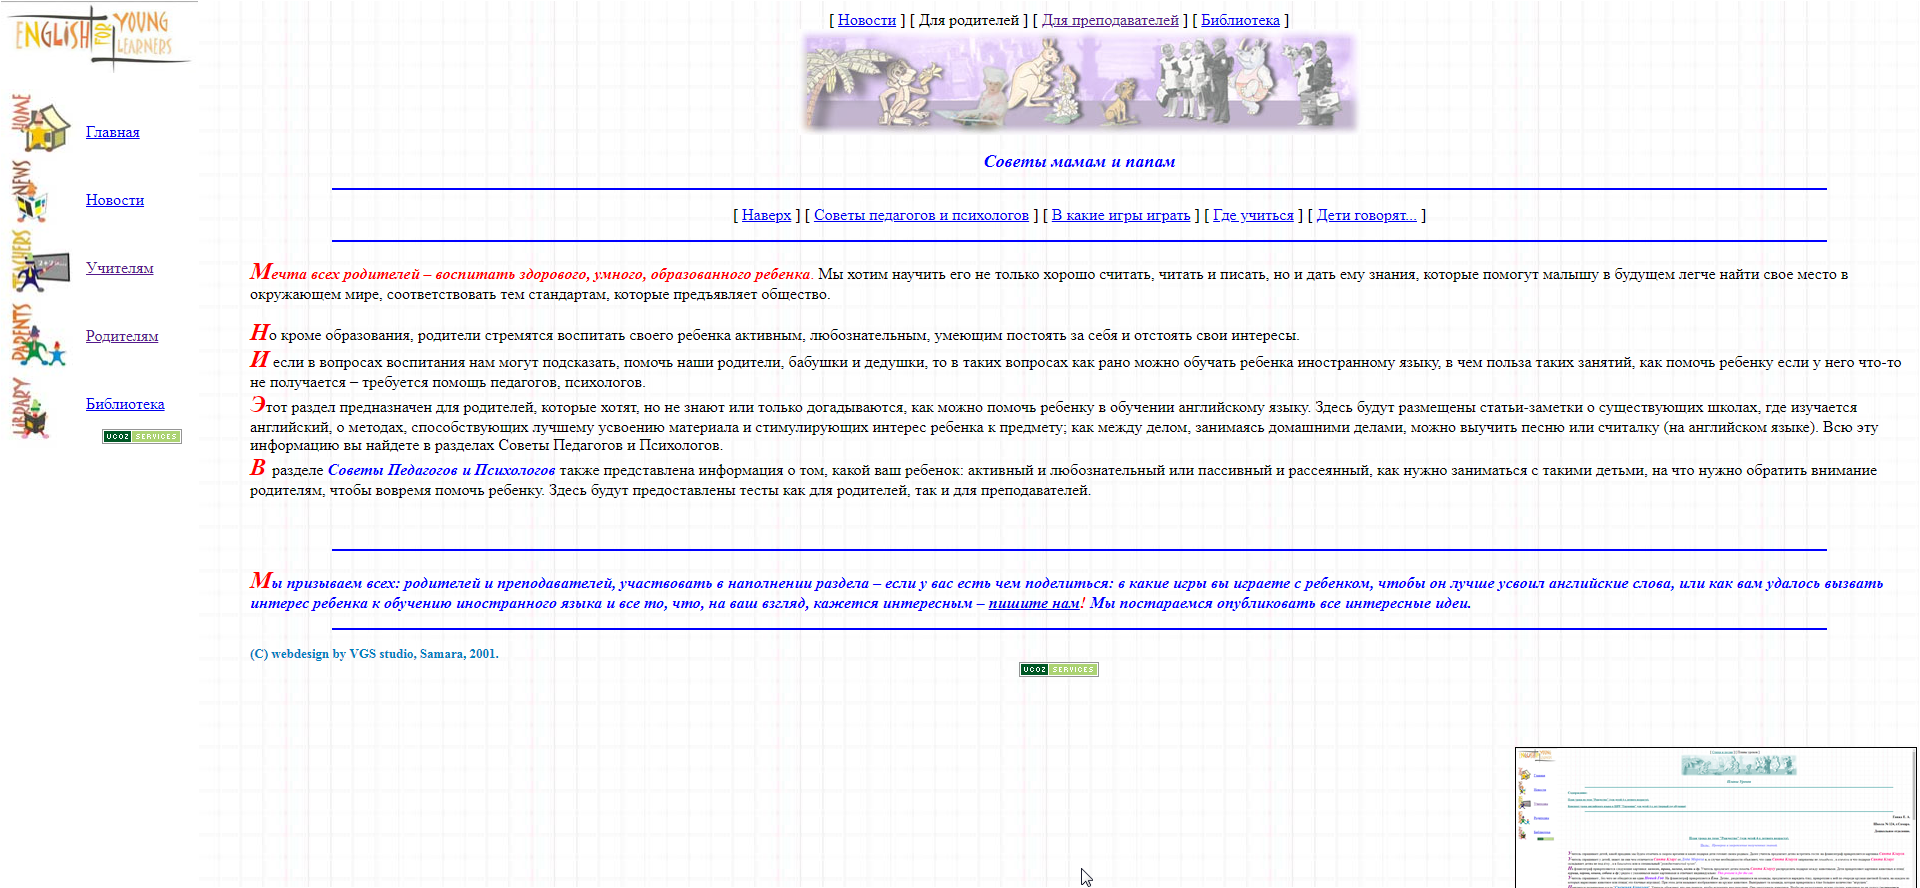 ENGLISH FOR YOUNG LEARNERS
HOME
Главная
NEWS
Новости
TEACHERS
Учителям
PARENTS
Родителям
LIBRARY
Библиотека
UCOZ SERVICES
[ Новости ] [ Для родителей ] [ Для преподавателей ] [ Библиотека ]
Советы мамам и папам
[ Наверх ] [ Советы педагогов и психологов ] [ В какие игры играть ] [ Где учиться ] [ Дети говорят... ]
Мечта всех родителей – воспитать здорового, умного, образованного ребенка. Мы хотим научить его не только хорошо считать, читать и писать, но и дать ему знания, которые помогут малышу в будущем легче найти свое место в
окружающем мире, соответствовать тем стандартам, которые предъявляет общество.
Но кроме образования, родители стремятся воспитать своего ребенка активным, любознательным, умеющим постоять за себя и отстоять свои интересы.
И если в вопросах воспитания нам могут подсказать, помочь наши родители, бабушки и дедушки, то в таких вопросах как рано можно обучать ребенка иностранному языку, в чем польза таких занятий, как помочь ребенку если у него что-то
не получается – требуется помощь педагогов, психологов.
Этот раздел предназначен для родителей, которые хотят, но не знают или только догадываются, как можно помочь ребенку в обучении английскому языку. Здесь будут размещены статьи-заметки о существующих школах, где изучается
английский, о методах, способствующих лучшему усвоению материала и стимулирующих интерес ребенка к предмету; как между делом, занимаясь домашними делами, можно выучить песню или считалку (на английском языке). Всю эту
информацию вы найдете в разделах Советы Педагогов и Психологов.
В разделе Советы Педагогов и Психологов также представлена информация о том, какой ваш ребенок: активный и любознательный или пассивный и рассеянный, как нужно заниматься с такими детьми, на что нужно обратить внимание
родителям, чтобы вовремя помочь ребенку. Здесь будут предоставлены тесты как для родителей, так и для преподавателей.
Мы призываем всех: родителей и преподавателей, участвовать в наполнении раздела – если у вас есть чем поделиться: в какие игры вы играете с ребенком, чтобы он лучше усвоил английские слова, или как вам удалось вызвать
интерес ребенка к обучению иностранного языка и все то, что, на ваш взгляд, кажется интересным – пишите нам! Мы постараемся опубликовать все интересные идеи.
(C) webdesign by VGS studio, Samara, 2001.
UCOZ SERVICES